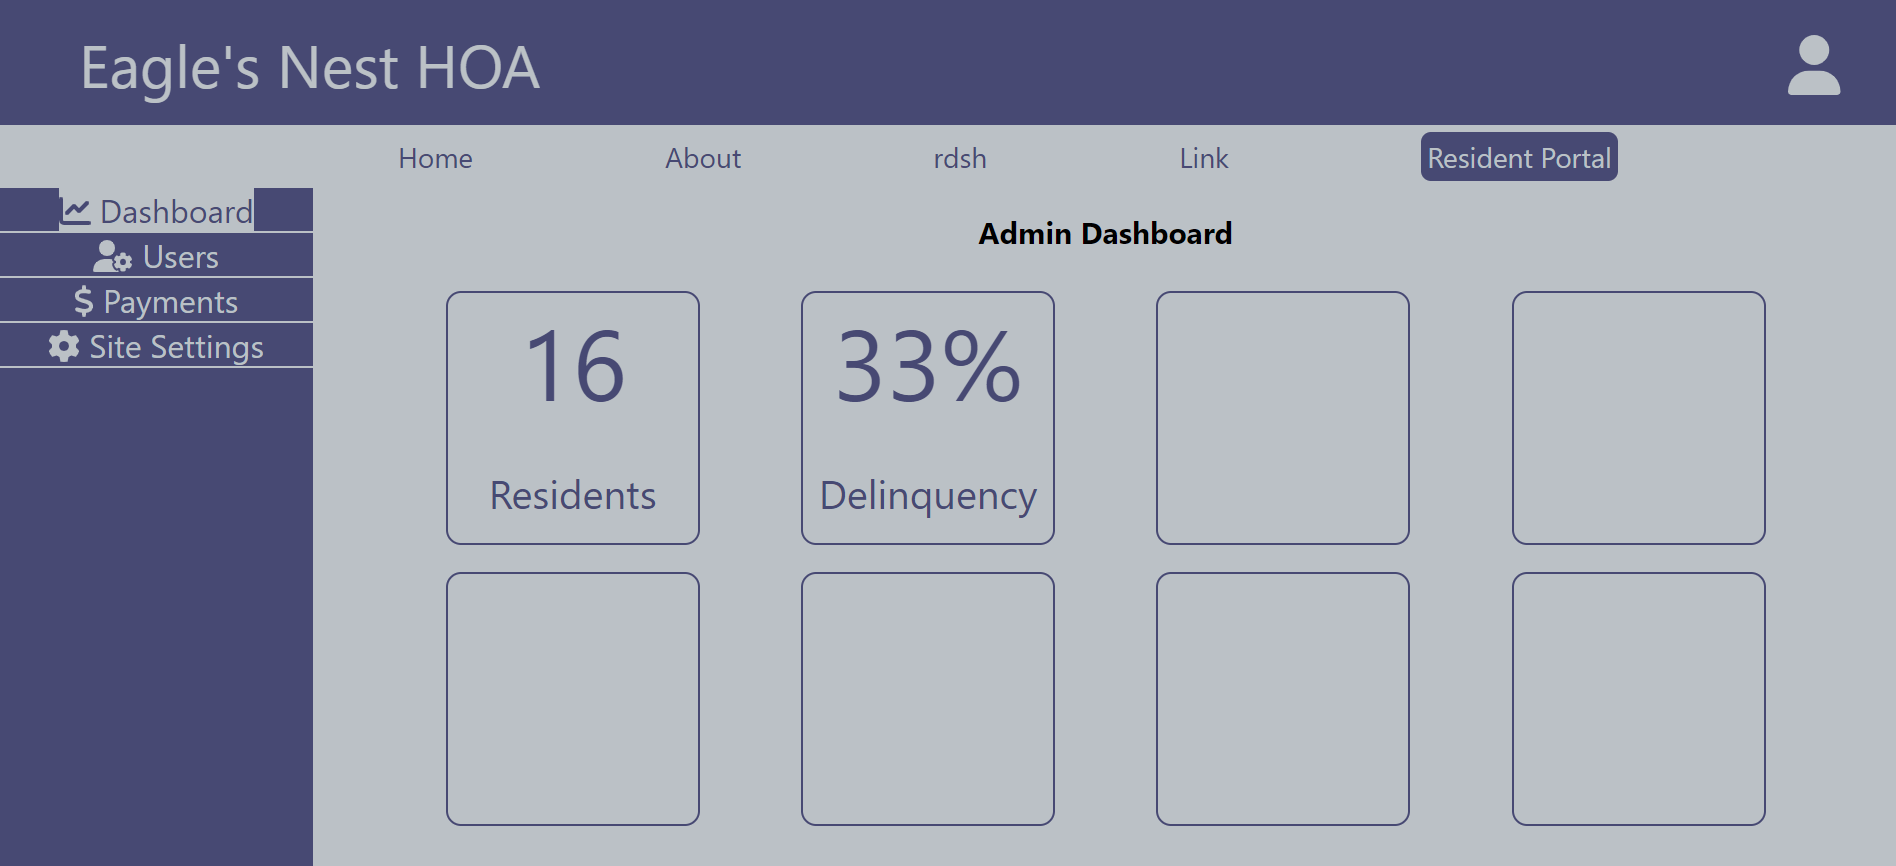 Eagle's Nest HOA
Home About rdsh Link Resident Portal
Dashboard
Users
Payments
Site Settings
Admin Dashboard
16 33%
Residents Delinquency